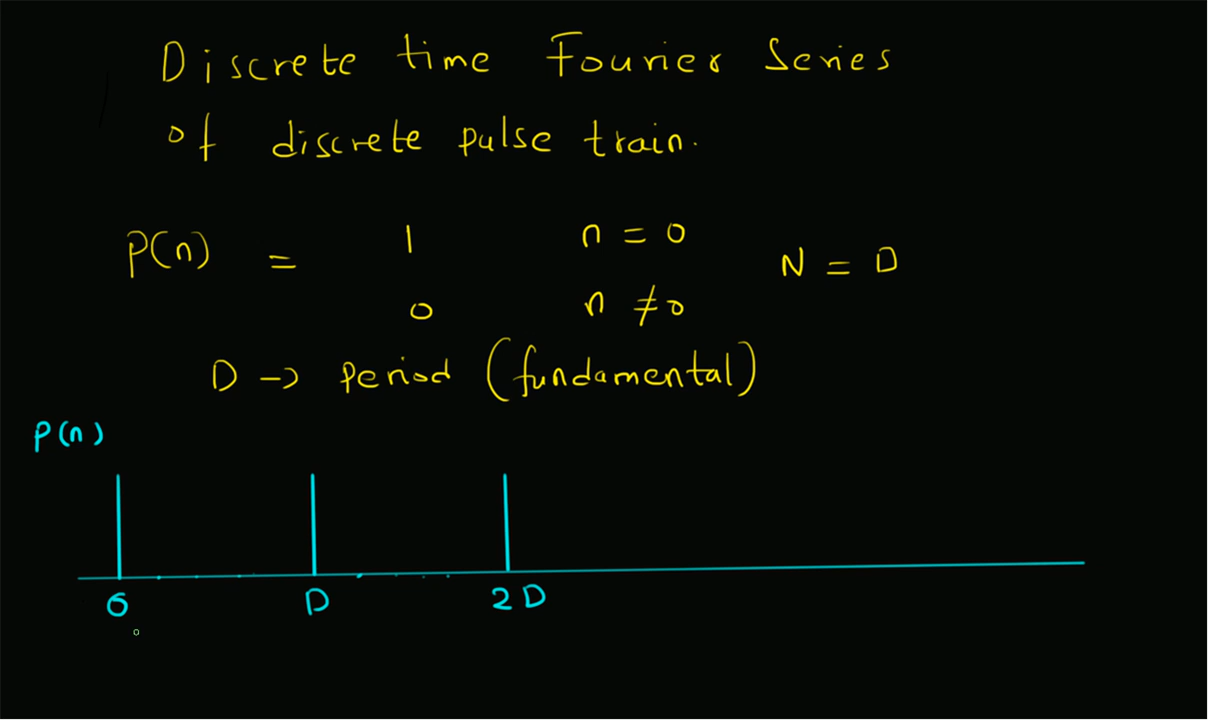 Discrete time Fourier Series
of discrete pulse train.
P(n) = 1 n = 0
0 n ≠ 0
N = D
D → Period (fundamental)
P(n)
0 D 2D